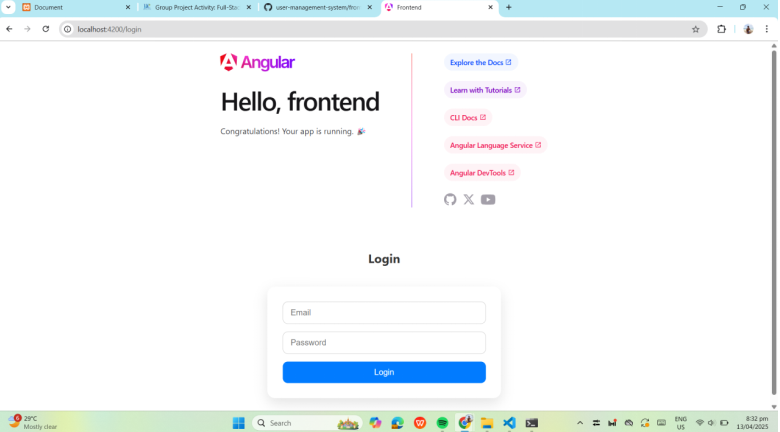 Document
Group Project Activity: Full-Sta
user-management-system/fron
Frontend
localhost:4200/login
Angular
Hello, frontend
Congratulations! Your app is running. 🎉
Explore the Docs
Learn with Tutorials
CLI Docs
Angular Language Service
Angular DevTools
Login
Email
Password
Login
6
29°C
Mostly clear
Search
ENG
US
8:32 pm
13/04/2025